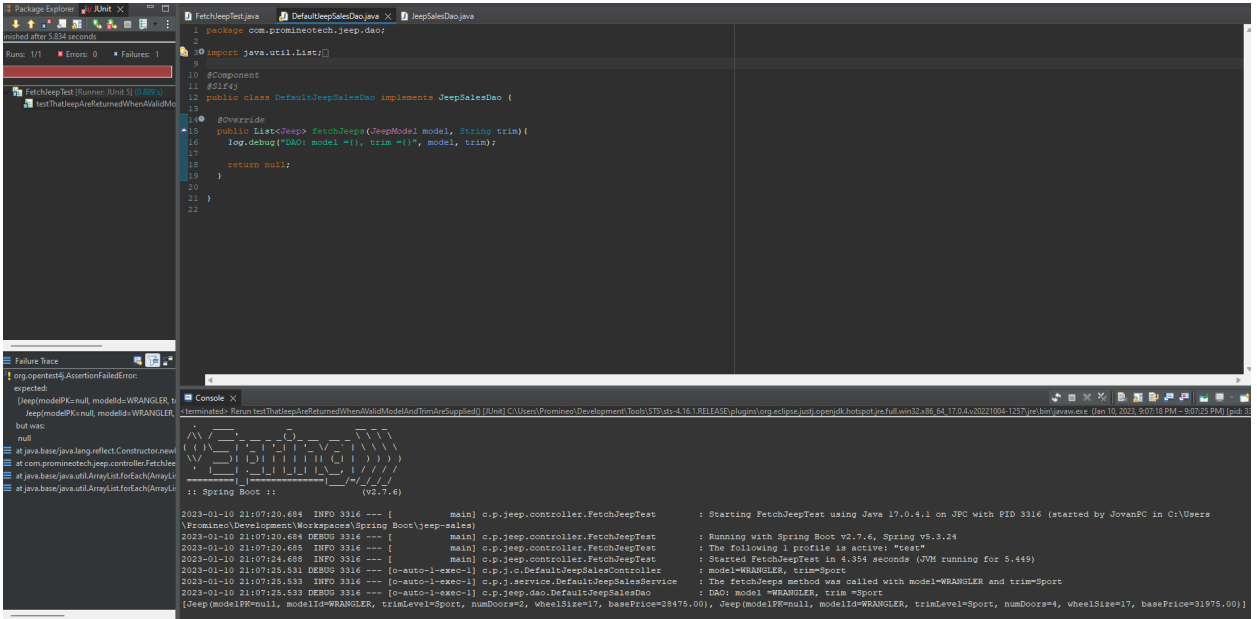 Package Explorer JUnit
inished after 5.834 seconds
Runs: 1/1 Errors: 0 Failures: 1
FetchJeepTest [Runner: JUnit 5] (0.889 s)
testThatJeepAreReturnedWhenAValidMo
Failure Trace
org.opentest4j.AssertionFailedError:
expected:
[Jeep(modelPK=null, modelId=WRANGLER, tr
Jeep(modelPK=null, modelId=WRANGLER,
but was:
null
at java.base/java.lang.reflect.Constructor.newI
at com.promineotech.jeep.controller.FetchJee
at java.base/java.util.ArrayList.forEach(ArrayLis
at java.base/java.util.ArrayList.forEach(ArrayLis
FetchJeepTest.java DefaultJeepSalesDao.java JeepSalesDao.java
1 package com.promineotech.jeep.dao;
2
3 import java.util.List;
9
10 @Component
11 @Slf4j
12 public class DefaultJeepSalesDao implements JeepSalesDao {
13
14 @Override
15 public List<Jeep> fetchJeeps(JeepModel model, String trim){
16 log.debug("DAO: model ={}, trim ={}", model, trim);
17
18 return null;
19 }
20
21 }
22
Console
<terminated> Rerun testThatJeepAreReturnedWhenAValidModelAndTrimAreSupplied() [JUnit] C:\Users\Promineo\Development\Tools\STS\sts-4.16.1.RELEASE\plugins\org.eclipse.justj.openjdk.hotspot.jre.full.win32.x86_64_17.0.4.v20221004-1257\jre\bin\javaw.exe (Jan 10, 2023, 9:07:18 PM – 9:07:25 PM) [pid: 33
:: Spring Boot :: (v2.7.6)
2023-01-10 21:07:20.684 INFO 3316 --- [ main] c.p.jeep.controller.FetchJeepTest : Starting FetchJeepTest using Java 17.0.4.1 on JPC with PID 3316 (started by JovanPC in C:\Users
\Promineo\Development\Workspaces\Spring Boot\jeep-sales)
2023-01-10 21:07:20.684 DEBUG 3316 --- [ main] c.p.jeep.controller.FetchJeepTest : Running with Spring Boot v2.7.6, Spring v5.3.24
2023-01-10 21:07:20.685 INFO 3316 --- [ main] c.p.jeep.controller.FetchJeepTest : The following 1 profile is active: "test"
2023-01-10 21:07:24.688 INFO 3316 --- [ main] c.p.jeep.controller.FetchJeepTest : Started FetchJeepTest in 4.354 seconds (JVM running for 5.449)
2023-01-10 21:07:25.531 DEBUG 3316 --- [o-auto-1-exec-1] c.p.j.c.DefaultJeepSalesController : model=WRANGLER, trim=Sport
2023-01-10 21:07:25.533 INFO 3316 --- [o-auto-1-exec-1] c.p.j.service.DefaultJeepSalesService : The fetchJeeps method was called with model=WRANGLER and trim=Sport
2023-01-10 21:07:25.533 DEBUG 3316 --- [o-auto-1-exec-1] c.p.jeep.dao.DefaultJeepSalesDao : DAO: model =WRANGLER, trim =Sport
[Jeep(modelPK=null, modelId=WRANGLER, trimLevel=Sport, numDoors=2, wheelSize=17, basePrice=28475.00), Jeep(modelPK=null, modelId=WRANGLER, trimLevel=Sport, numDoors=4, wheelSize=17, basePrice=31975.00)]